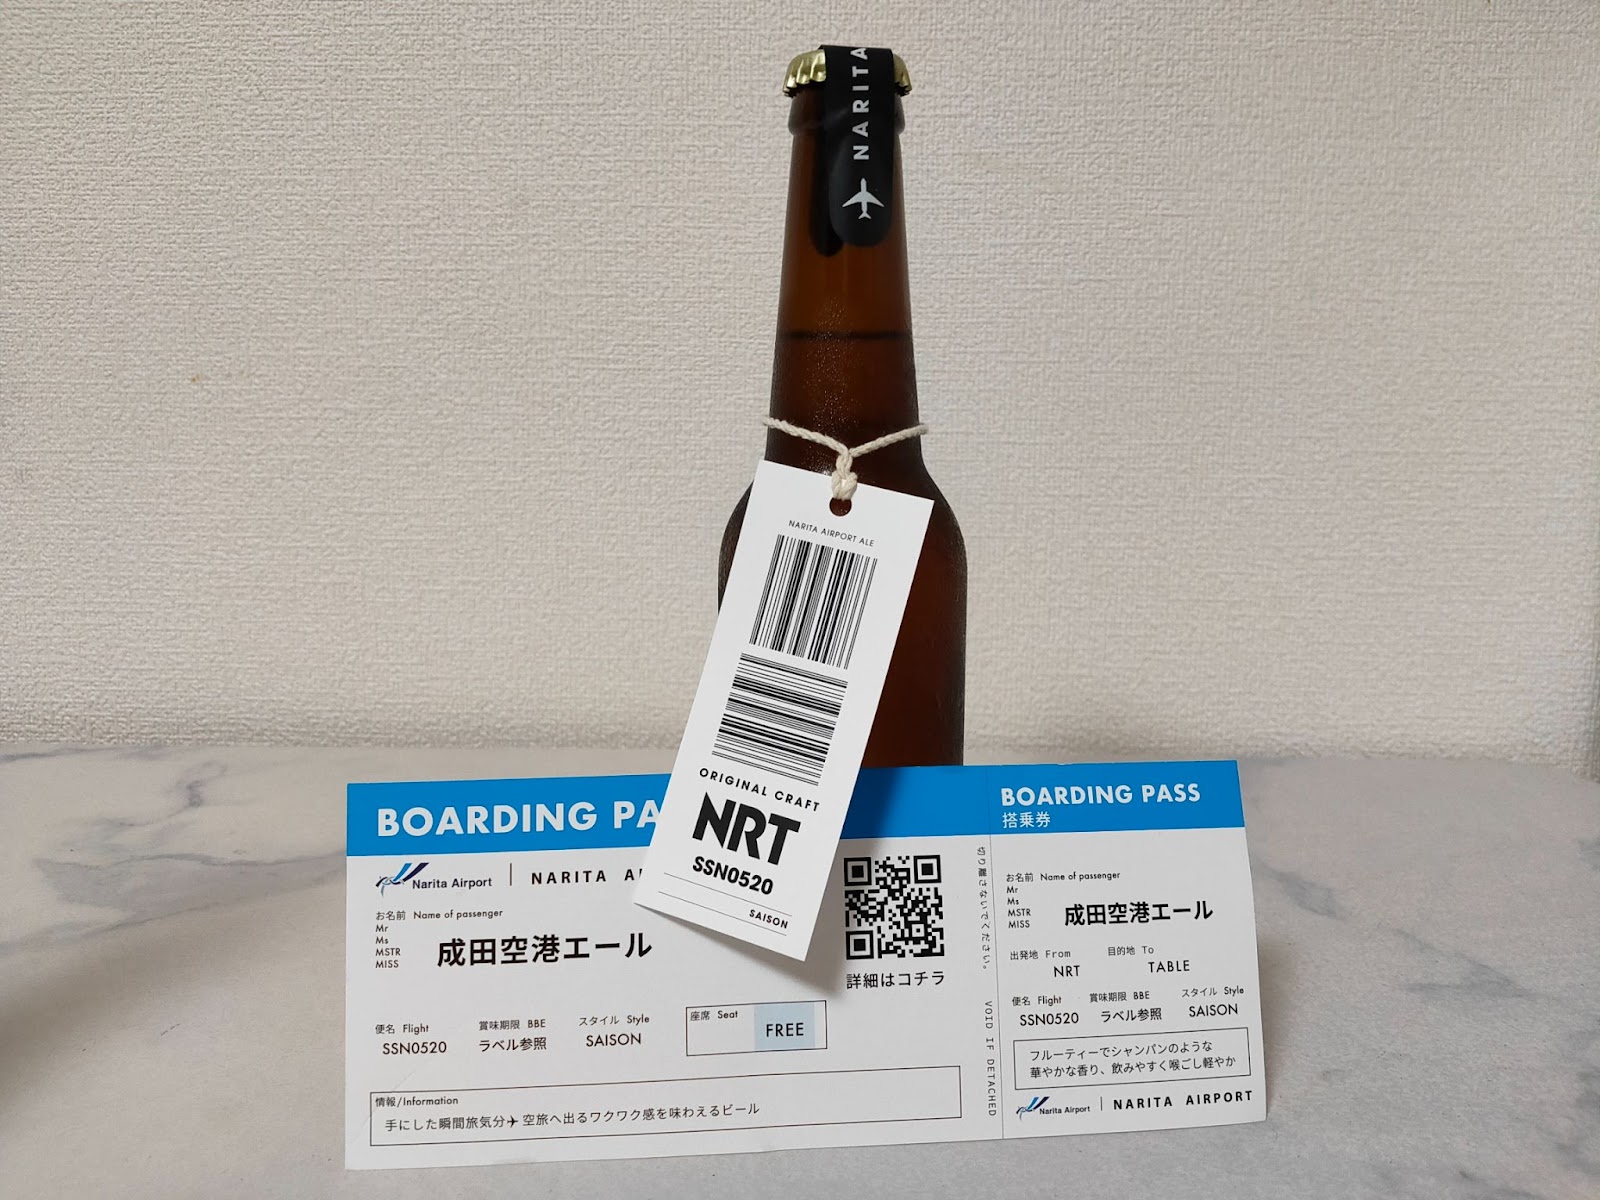 NARITA
NARITA AIRPORT ALE
ORIGINAL CRAFT
NRT
SSN0520
SAISON
BOARDING PA
Narita Airport
NARITA AI
お名前 Name of passenger
Mr
Ms
MSTR
MISS
成田空港エール
詳細はコチラ
便名 Flight
SSN0520
賞味期限 BBE
ラベル参照
スタイル Style
SAISON
座席 Seat
FREE
情報/Information
手にした瞬間旅気分✈空旅へ出るワクワク感を味わえるビール
切り離さないでください。
VOID IF DETACHED
BOARDING PASS
搭乗券
お名前 Name of passenger
Mr
Ms
MSTR
MISS
成田空港エール
出発地 From
NRT
目的地 To
TABLE
便名 Flight
SSN0520
賞味期限 BBE
ラベル参照
スタイル Style
SAISON
フルーティーでシャンパンのような
華やかな香り、飲みやすく喉ごし軽やか
Narita Airport
NARITA AIRPORT